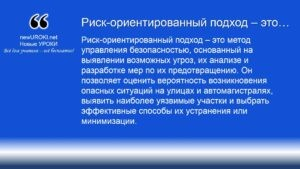 newUROKI.net
Новые УРОКИ
Всё для учителя - всё бесплатно!
Риск-ориентированный подход – это…
Риск-ориентированный подход – это метод
управления безопасностью, основанный на
выявлении возможных угроз, их анализе и
разработке мер по их предотвращению. Он
позволяет оценить вероятность возникновения
опасных ситуаций на улицах и автомагистралях,
выявить наиболее уязвимые участки и выбрать
эффективные способы их устранения или
минимизации.